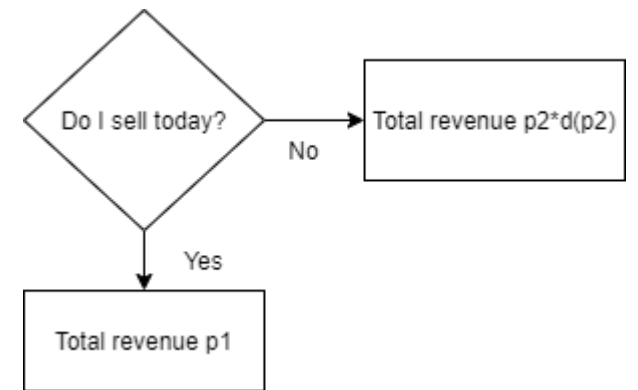 Do I sell today?
Total revenue p2*d(p2)
No
Yes
Total revenue p1